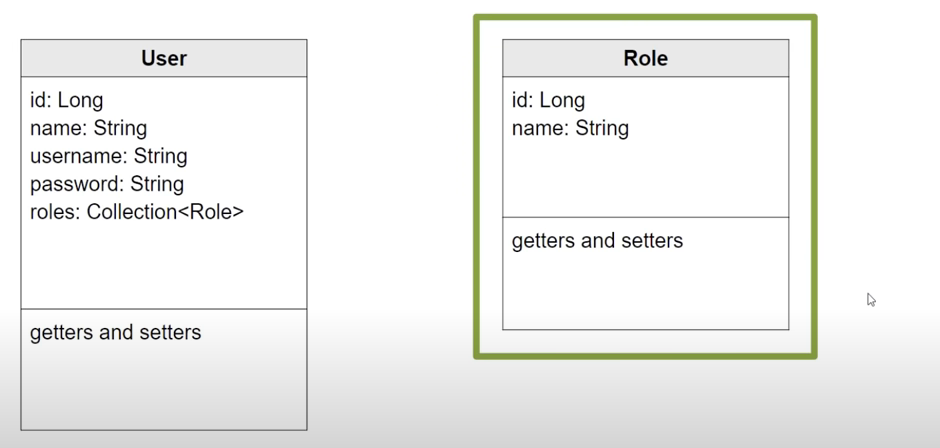 User
id: Long
name: String
username: String
password: String
roles: Collection<Role>
getters and setters
Role
id: Long
name: String
getters and setters